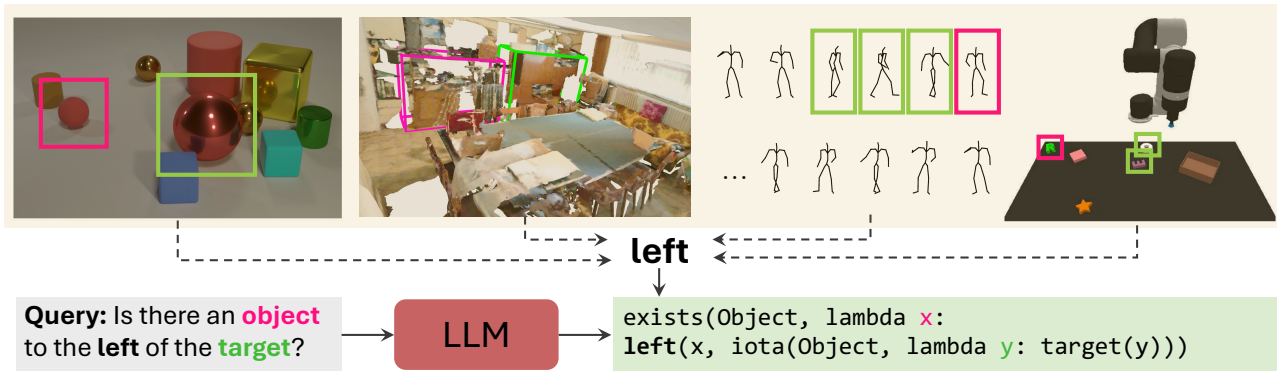 ...
left
Query: Is there an object
to the left of the target?
LLM
exists(Object, lambda x:
left(x, iota(Object, lambda y: target(y)))